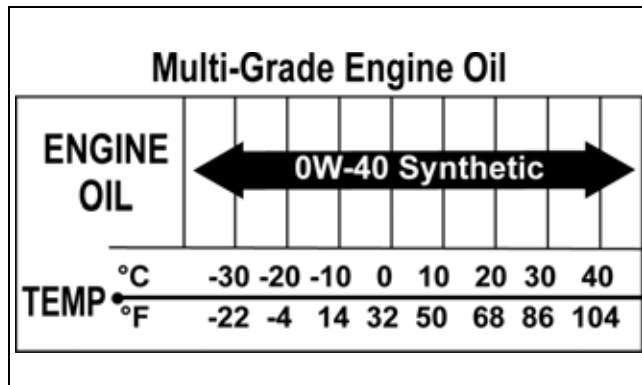 Multi-Grade Engine Oil
ENGINE
OIL
0W-40 Synthetic
TEMP
°C -30 -20 -10 0 10 20 30 40
°F -22 -4 14 32 50 68 86 104